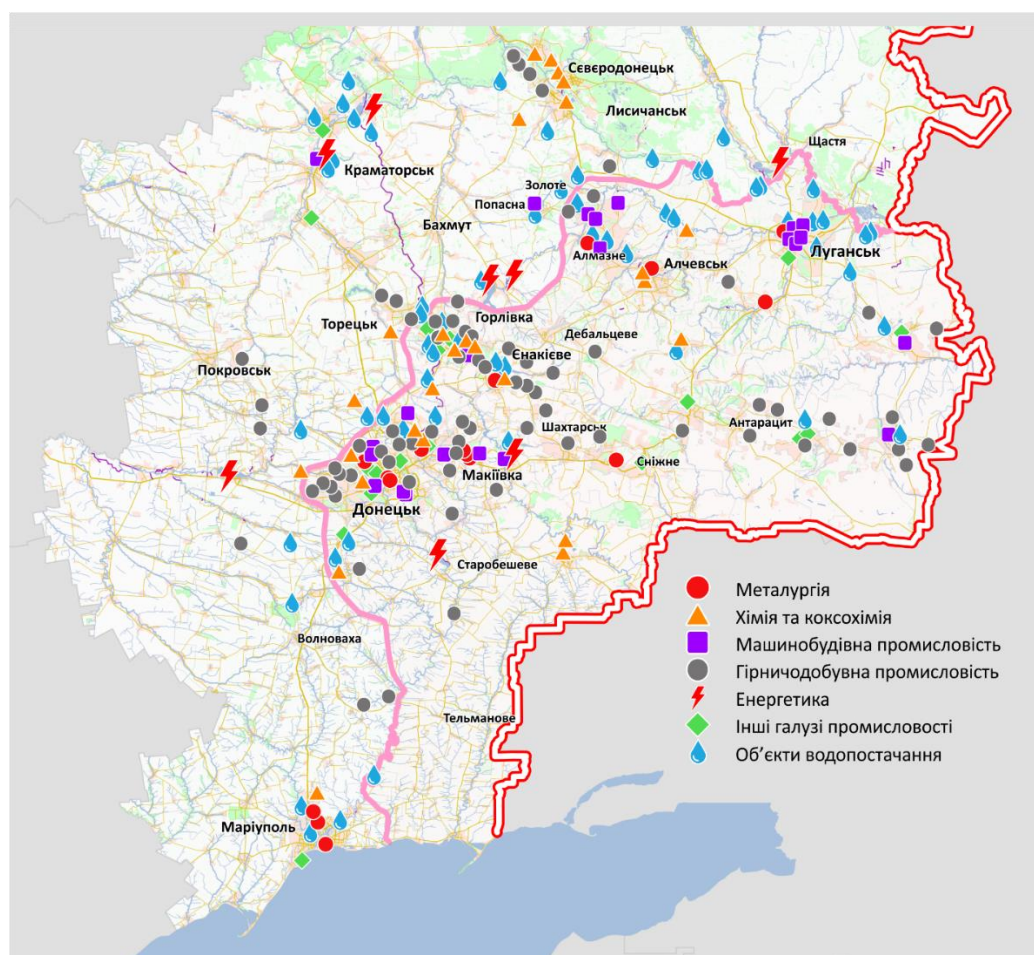 Сєвєродонецьк
Лисичанськ
Щастя
Краматорськ
Золоте
Попасна
Бахмут
Луганськ
Алмазне
Алчевськ
Горлівка
Торецьк
Дебальцеве
Єнакієве
Покровськ
Антарацит
Шахтарськ
Сніжне
Макіївка
Донецьк
Старобешеве
Металургія
Хімія та коксохімія
Волноваха
Машинобудівна промисловість
Гірничодобувна промисловість
Енергетика
Тельманове
Інші галузі промисловості
Об’єкти водопостачання
Маріуполь